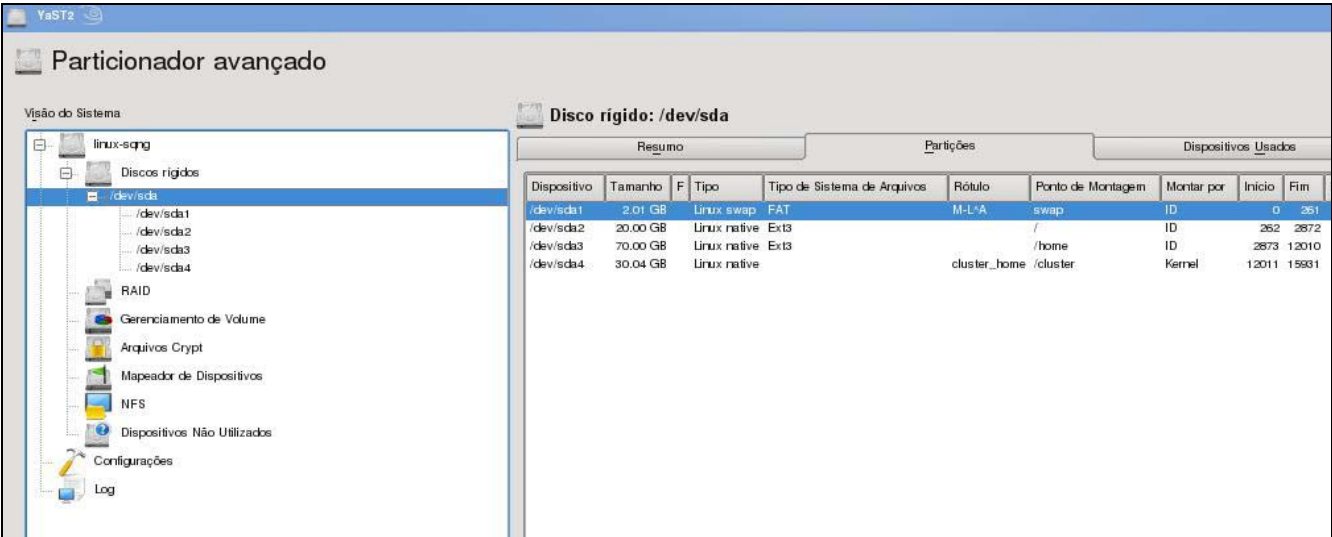 YaST2
Particionador avançado
Visão do Sistema
linux-sqng
Discos rígidos
/dev/sda
/dev/sda1
/dev/sda2
/dev/sda3
/dev/sda4
RAID
Gerenciamento de Volume
Arquivos Crypt
Mapeador de Dispositivos
NFS
Dispositivos Não Utilizados
Configurações
Log
Disco rígido: /dev/sda
Resumo Partições Dispositivos Usados
Dispositivo Tamanho F Tipo Tipo de Sistema de Arquivos Rótulo Ponto de Montagem Montar por Início Fim
/dev/sda1 2.01 GB Linux swap FAT M-L^A swap ID 0 261
/dev/sda2 20.00 GB Linux native Ext3 / ID 262 2872
/dev/sda3 70.00 GB Linux native Ext3 /home ID 2873 12010
/dev/sda4 30.04 GB Linux native cluster_home /cluster Kernel 12011 15931